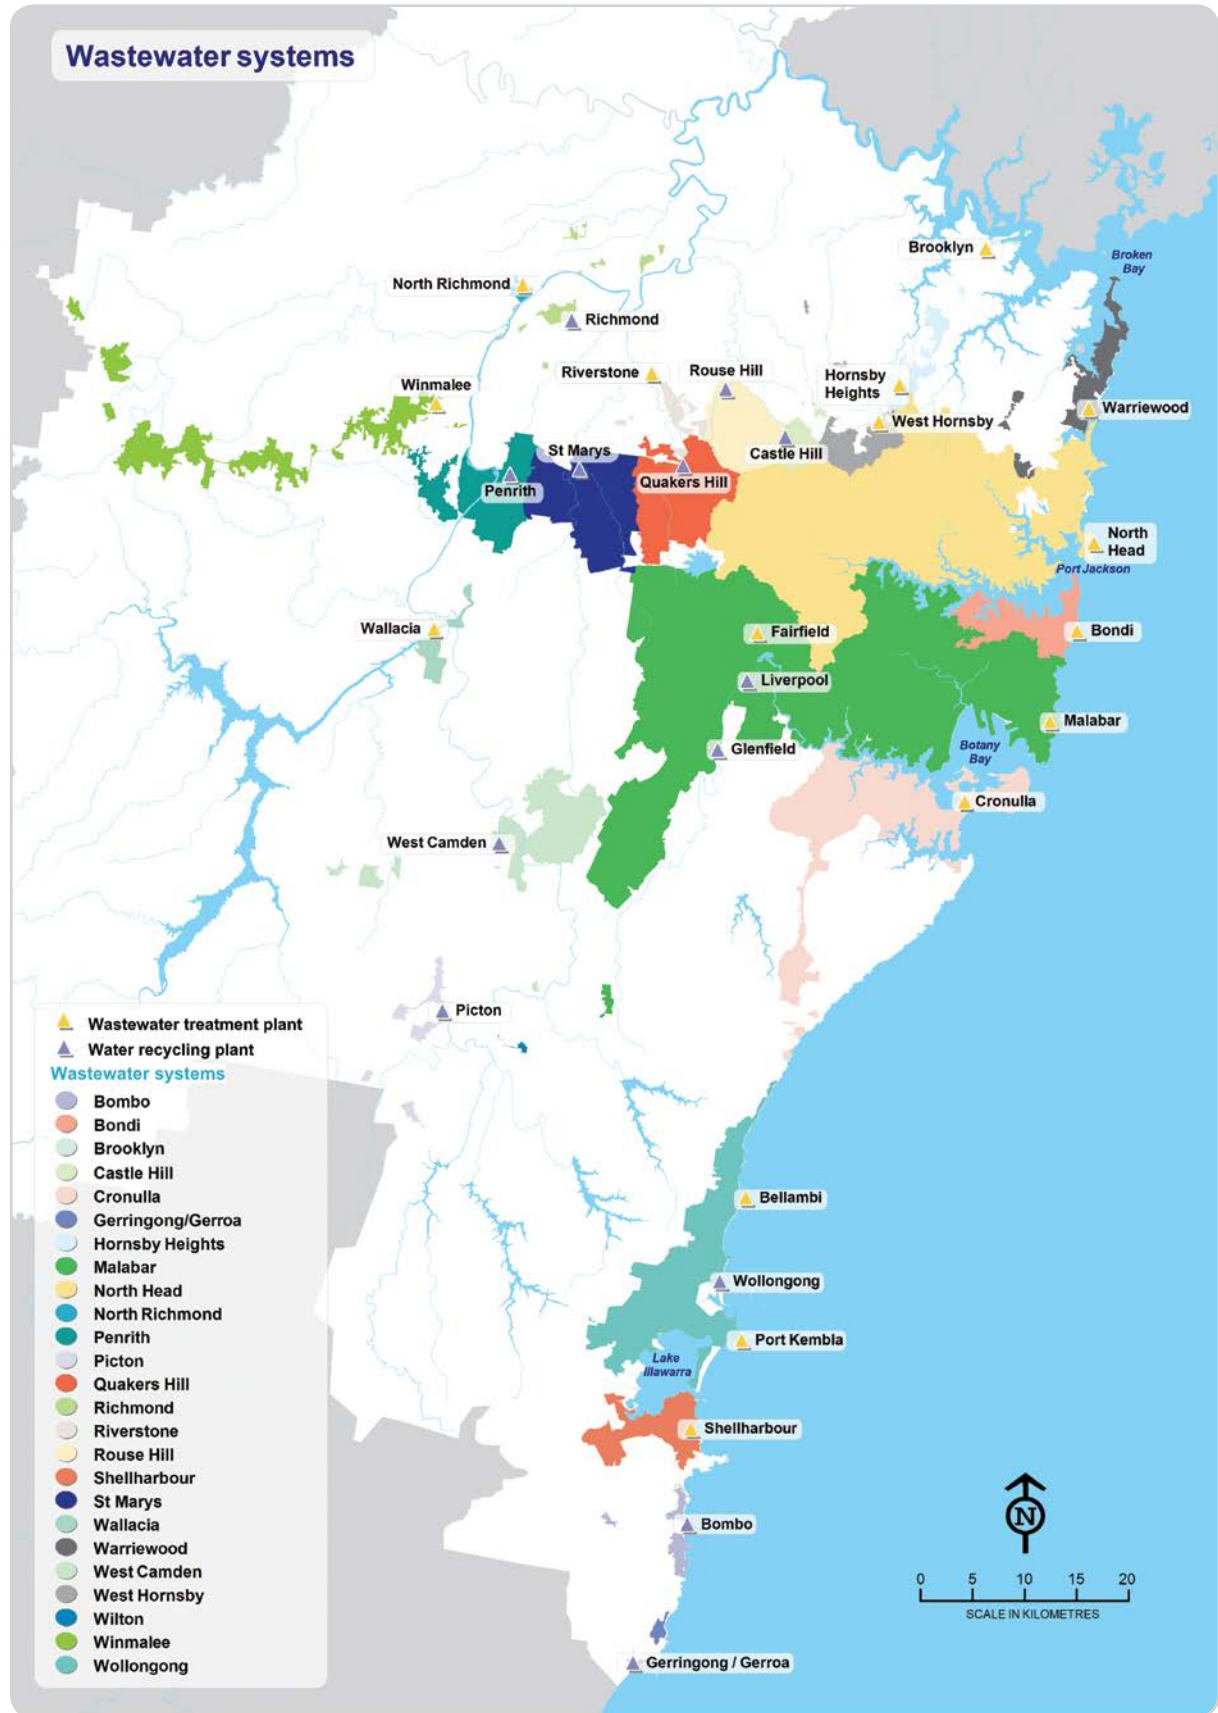 Wastewater systems
Brooklyn
Broken
Bay
North Richmond
Richmond
Riverstone
Rouse Hill
Hornsby
Heights
Winmalee
Warriewood
West Hornsby
St Marys
Castle Hill
Penrith
Quakers Hill
North
Head
Port Jackson
Wallacia
Fairfield
Bondi
Liverpool
Malabar
Glenfield
Botany
Bay
Cronulla
West Camden
Picton
Wastewater treatment plant
Water recycling plant
Wastewater systems
Bombo
Bondi
Brooklyn
Castle Hill
Cronulla
Gerringong/Gerroa
Hornsby Heights
Malabar
North Head
North Richmond
Penrith
Picton
Quakers Hill
Richmond
Riverstone
Rouse Hill
Shellharbour
St Marys
Wallacia
Warriewood
West Camden
West Hornsby
Wilton
Winmalee
Wollongong
Bellambi
Wollongong
Port Kembla
Lake
Illawarra
Shellharbour
Bombo
Gerringong / Gerroa
N
0 5 10 15 20
SCALE IN KILOMETRES